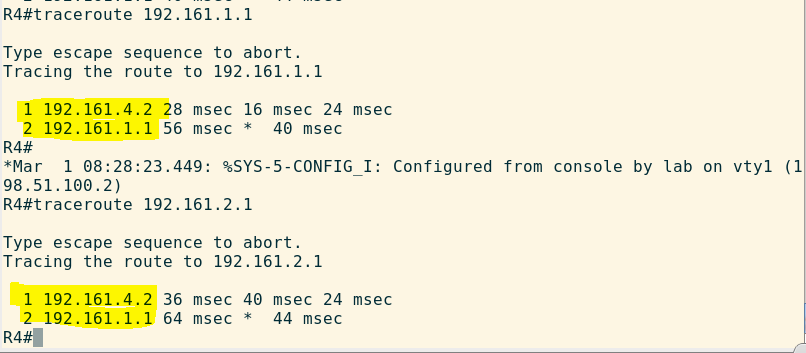 R4#traceroute 192.161.1.1
Type escape sequence to abort.
Tracing the route to 192.161.1.1
1 192.161.4.2 28 msec 16 msec 24 msec
2 192.161.1.1 56 msec *  40 msec
R4#
*Mar  1 08:28:23.449: %SYS-5-CONFIG_I: Configured from console by lab on vty1 (1
98.51.100.2)
R4#traceroute 192.161.2.1
Type escape sequence to abort.
Tracing the route to 192.161.2.1
1 192.161.4.2 36 msec 40 msec 24 msec
2 192.161.1.1 64 msec *  44 msec
R4#